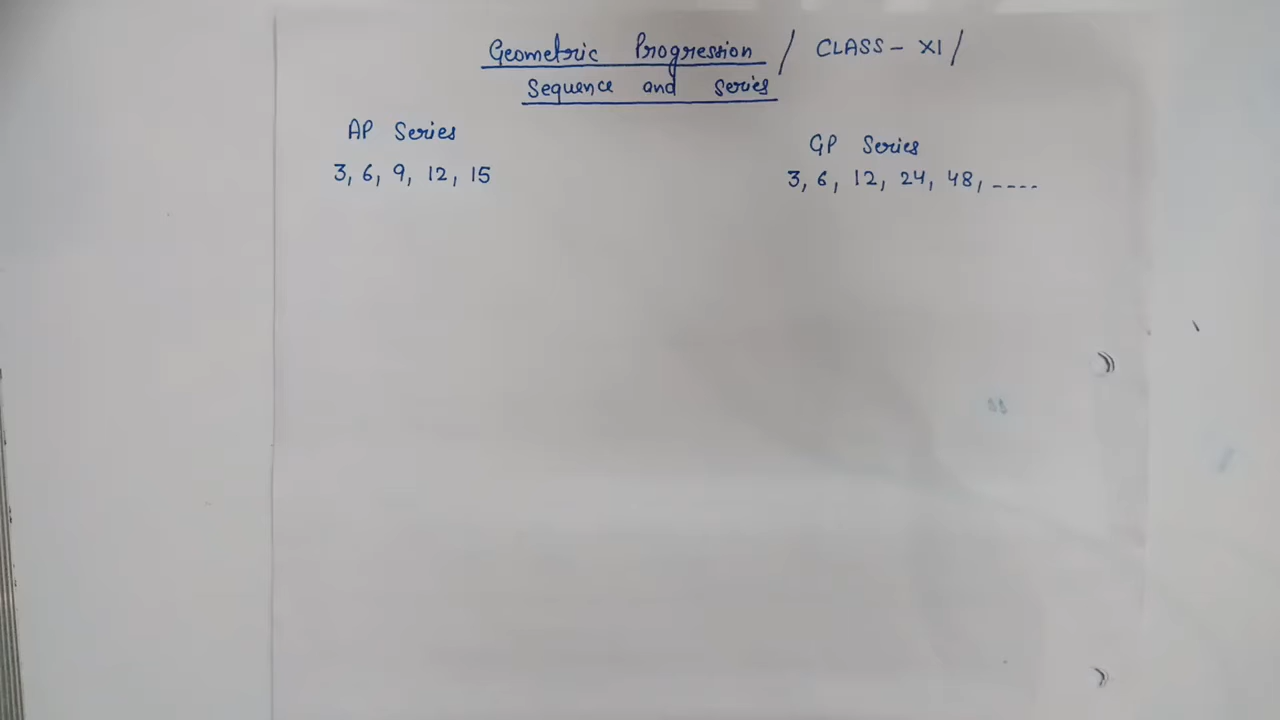 Geometric Progression / CLASS - XI /
Sequence and Series
AP Series
3, 6, 9, 12, 15
GP Series
3, 6, 12, 24, 48, ----